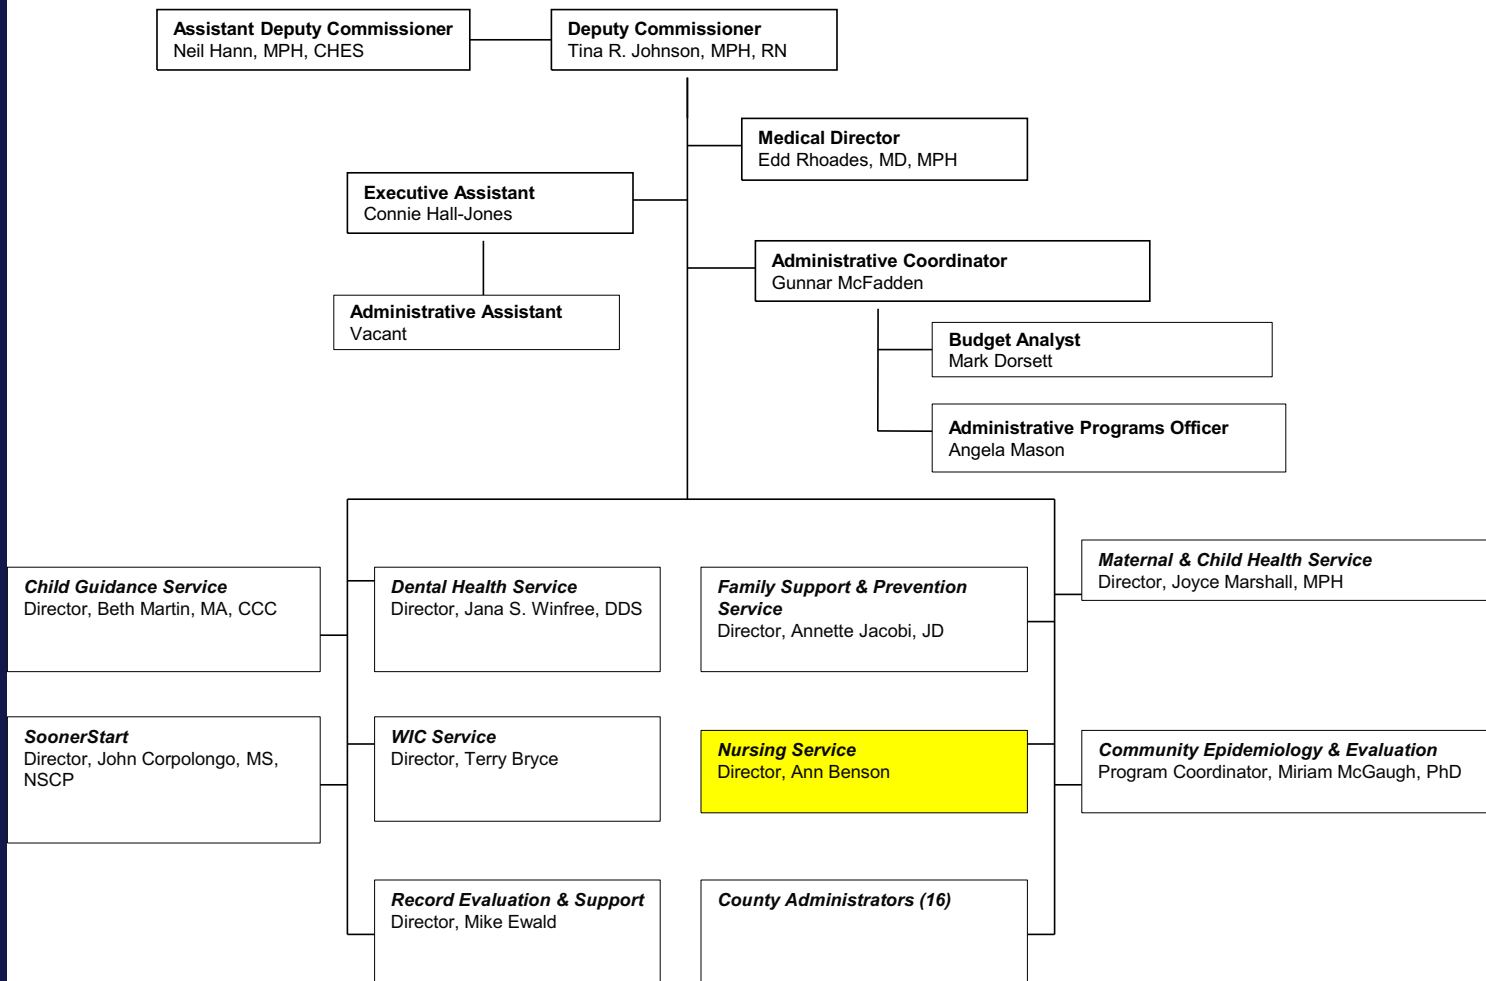 Assistant Deputy Commissioner
Neil Hann, MPH, CHES
Deputy Commissioner
Tina R. Johnson, MPH, RN
Medical Director
Edd Rhoades, MD, MPH
Executive Assistant
Connie Hall-Jones
Administrative Coordinator
Gunnar McFadden
Administrative Assistant
Vacant
Budget Analyst
Mark Dorsett
Administrative Programs Officer
Angela Mason
Child Guidance Service
Director, Beth Martin, MA, CCC
Dental Health Service
Director, Jana S. Winfree, DDS
Family Support & Prevention
Service
Director, Annette Jacobi, JD
Maternal & Child Health Service
Director, Joyce Marshall, MPH
SoonerStart
Director, John Corpolongo, MS,
NSCP
WIC Service
Director, Terry Bryce
Nursing Service
Director, Ann Benson
Community Epidemiology & Evaluation
Program Coordinator, Miriam McGaugh, PhD
Record Evaluation & Support
Director, Mike Ewald
County Administrators (16)